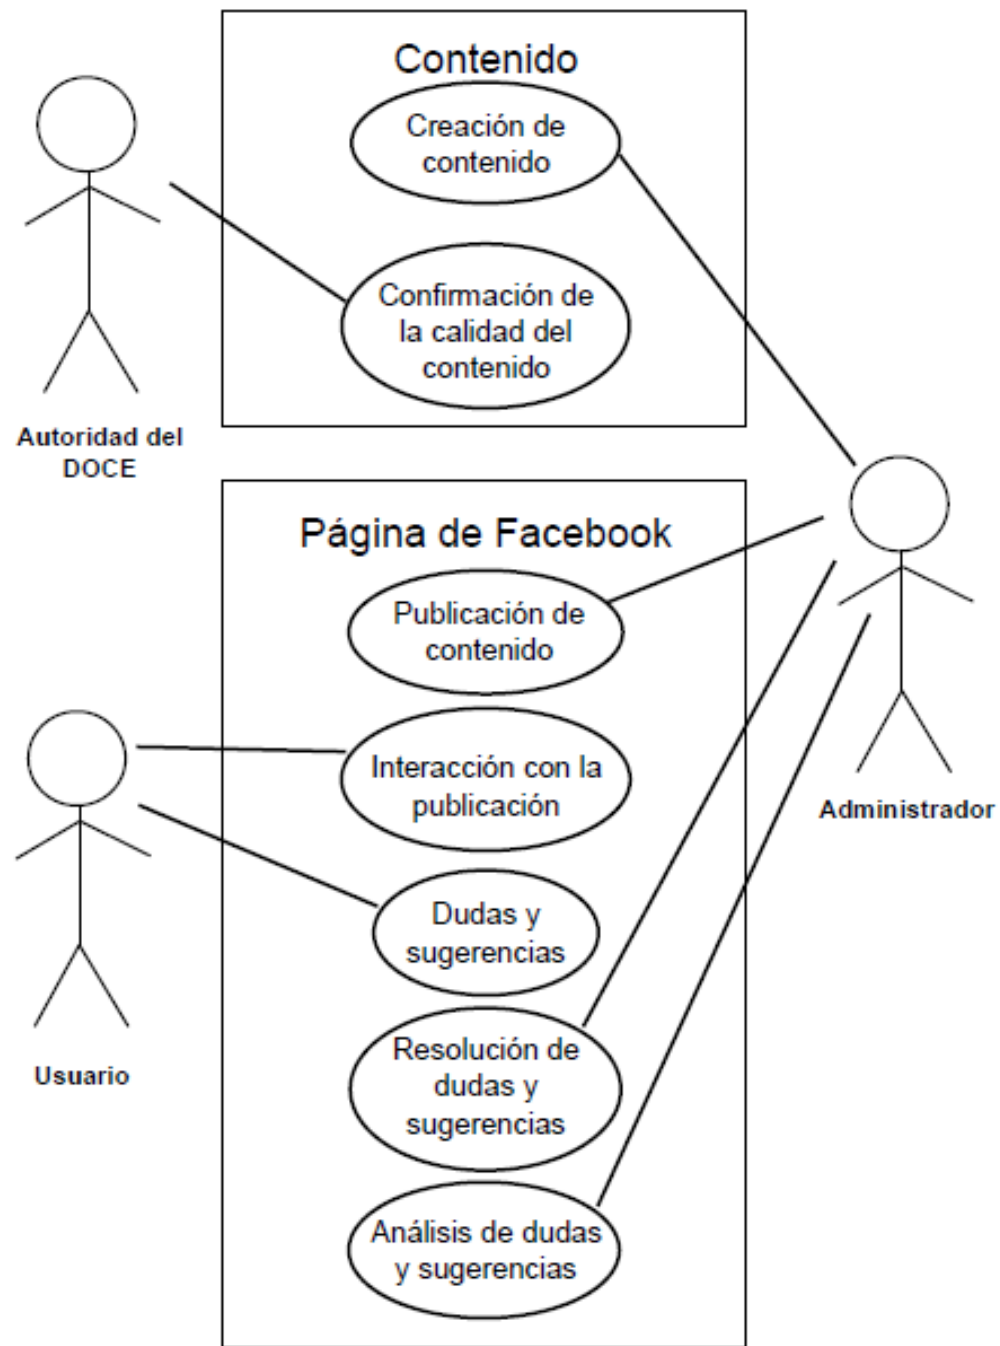 Contenido
Creación de
contenido
Confirmación de
la calidad del
contenido
Autoridad del
DOCE
Página de Facebook
Publicación de
contenido
Interacción con la
publicación
Administrador
Dudas y
sugerencias
Resolución de
dudas y
sugerencias
Usuario
Análisis de dudas
y sugerencias